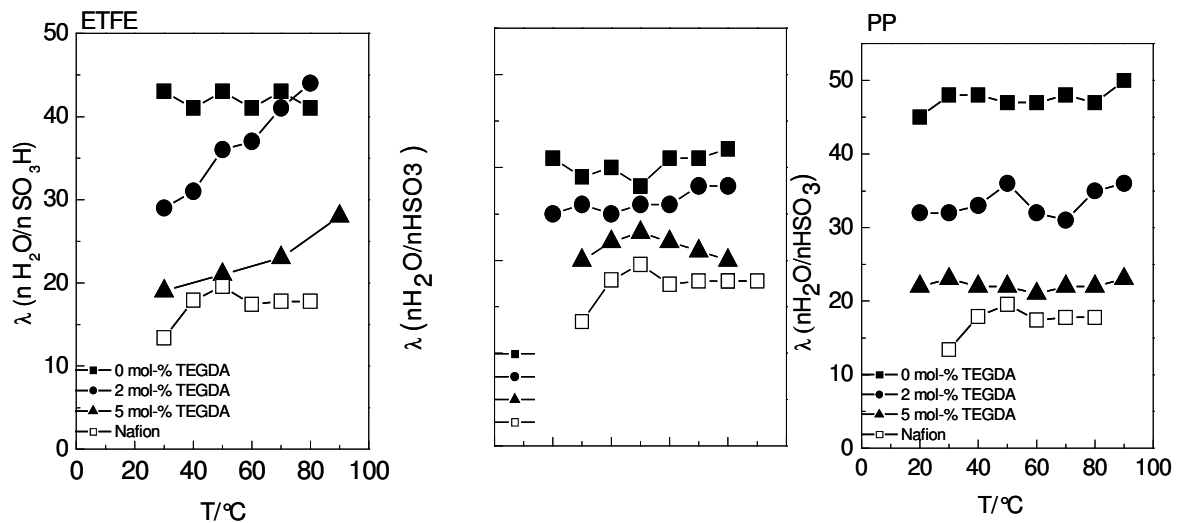 ETFE
50
40
30
20
10
0
λ (n H2O/n SO3H)
0 mol-% TEGDA
2 mol-% TEGDA
5 mol-% TEGDA
Nafion
0 20 40 60 80 100
T/°C
λ (nH2O/nHSO3 )
PP
50
40
30
20
10
0
λ (nH2O/nHSO3)
0 mol-% TEGDA
2 mol-% TEGDA
5 mol-% TEGDA
Nafion
0 20 40 60 80 100
T/°C